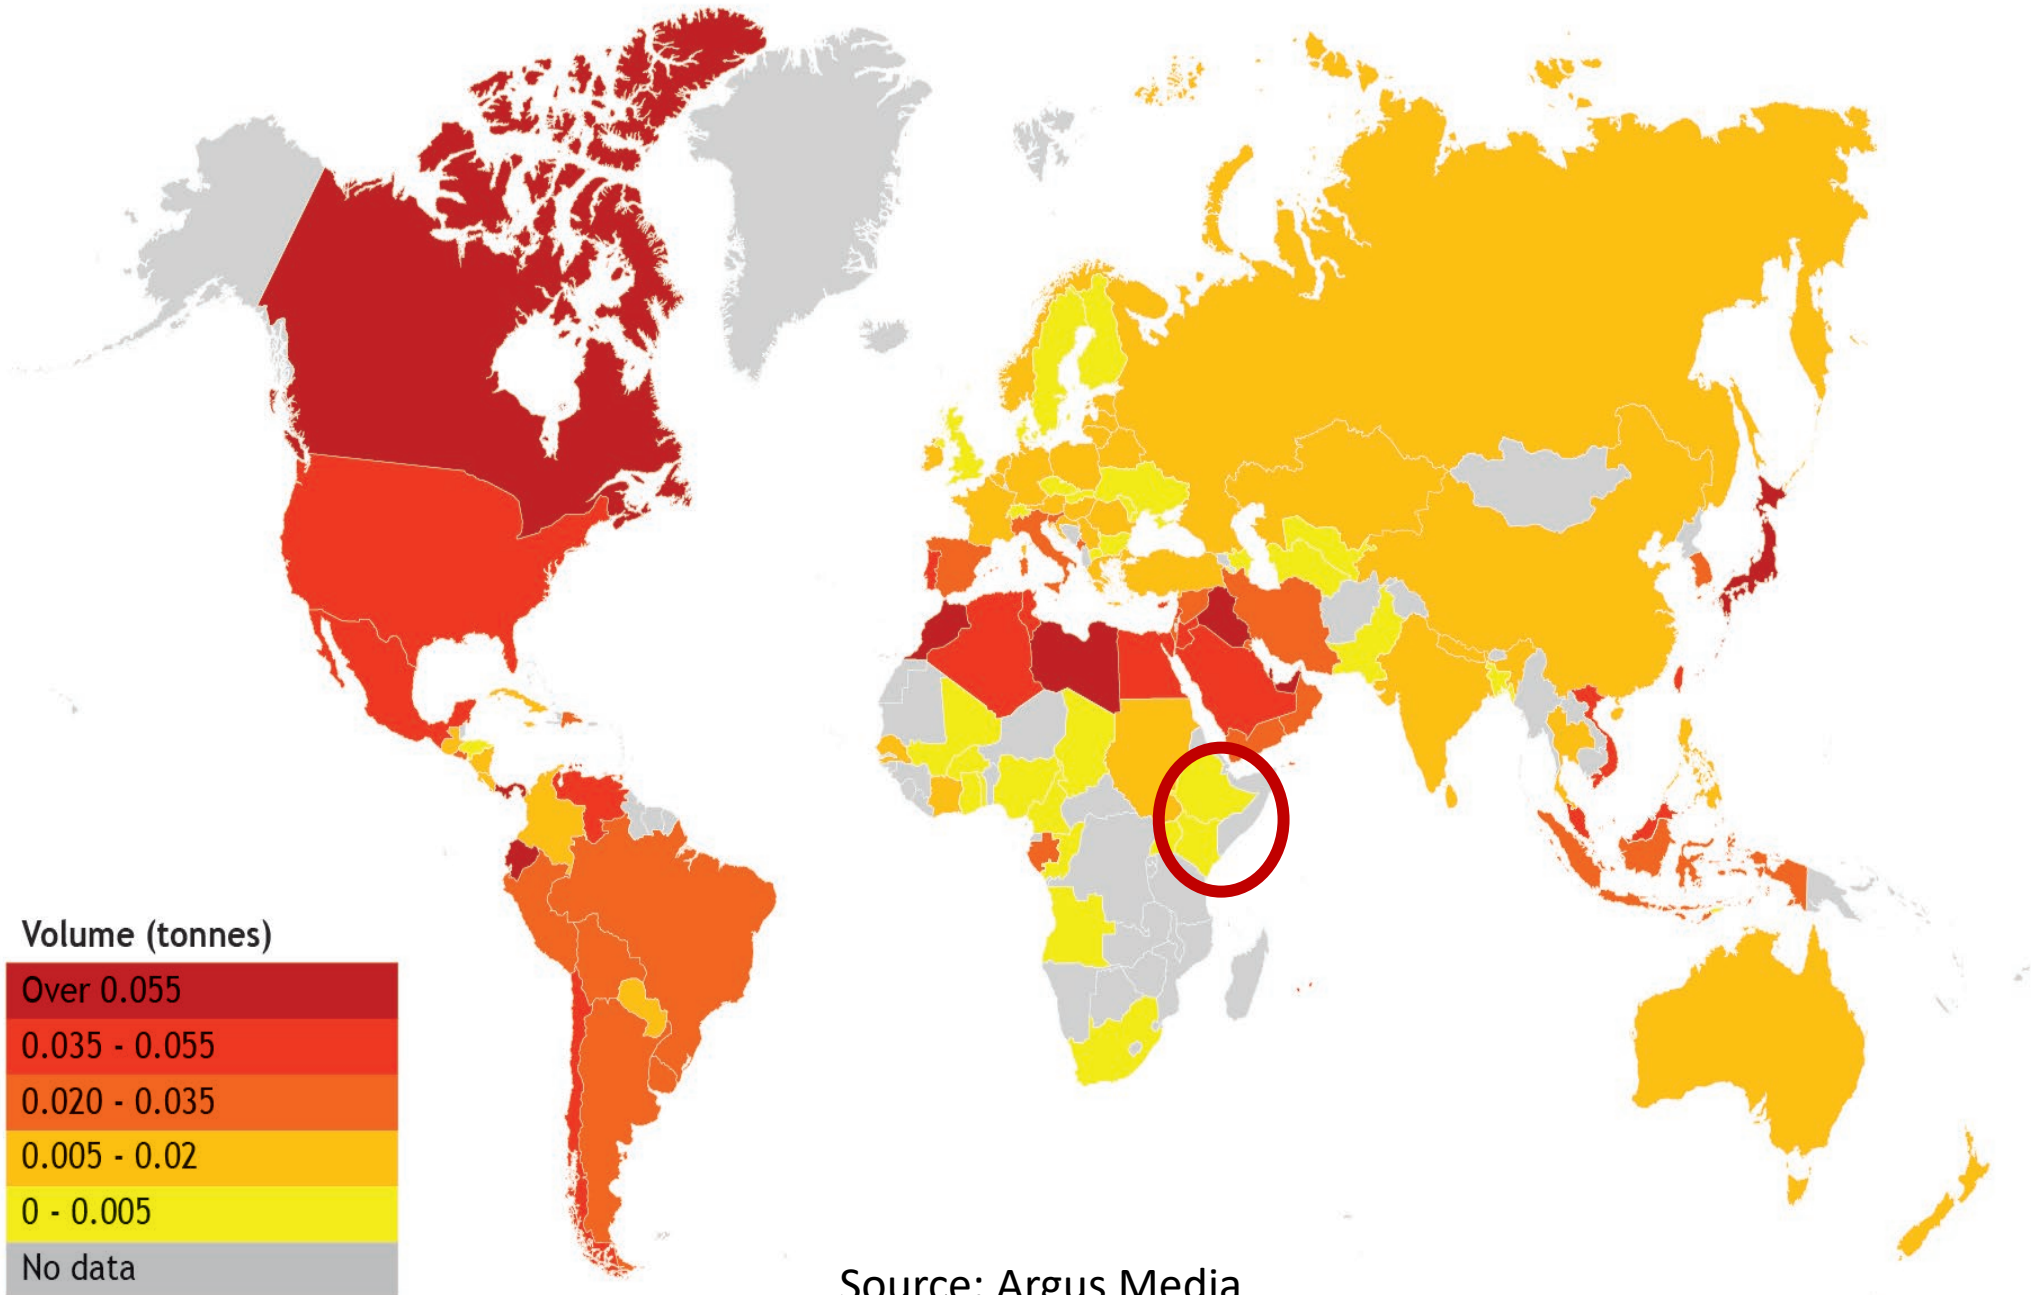 Volume (tonnes)
Over 0.055
0.035 - 0.055
0.020 - 0.035
0.005 - 0.02
0 - 0.005
No data
Source: Argus Media